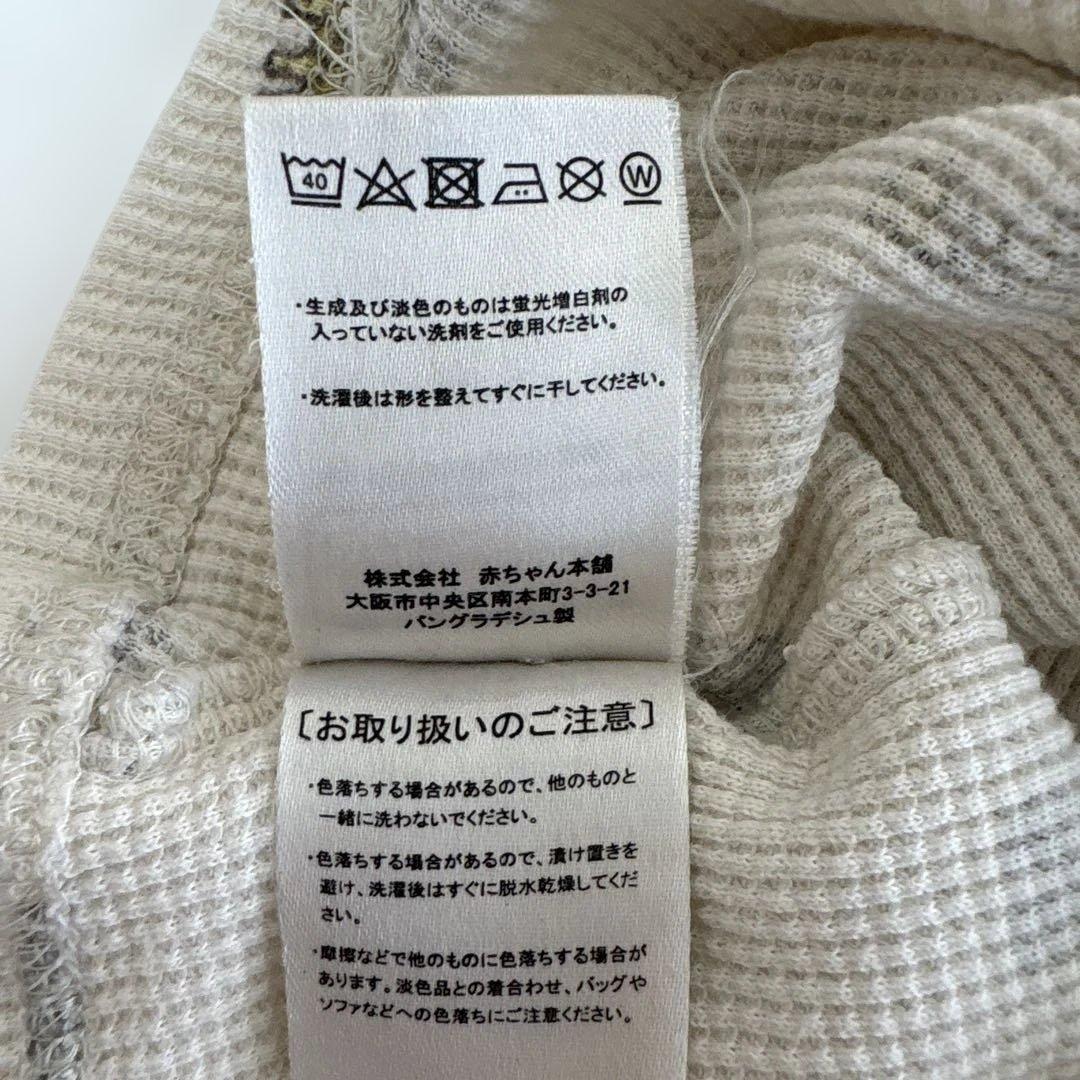 40 W
・生成及び淡色のものは蛍光増白剤の
入っていない洗剤をご使用ください。
・洗濯後は形を整えてすぐに干してください。
株式会社 赤ちゃん本舗
大阪市中央区南本町3-3-21
バングラデシュ製
〔お取り扱いのご注意〕
・色落ちする場合があるので、他のものと
一緒に洗わないでください。
・色落ちする場合があるので、漬け置きを
避け、洗濯後はすぐに脱水乾燥してくだ
さい。
・摩擦などで他のものに色落ちする場合が
あります。淡色品との着合わせ、バッグや
ソファなどへの色落ちにご注意ください。